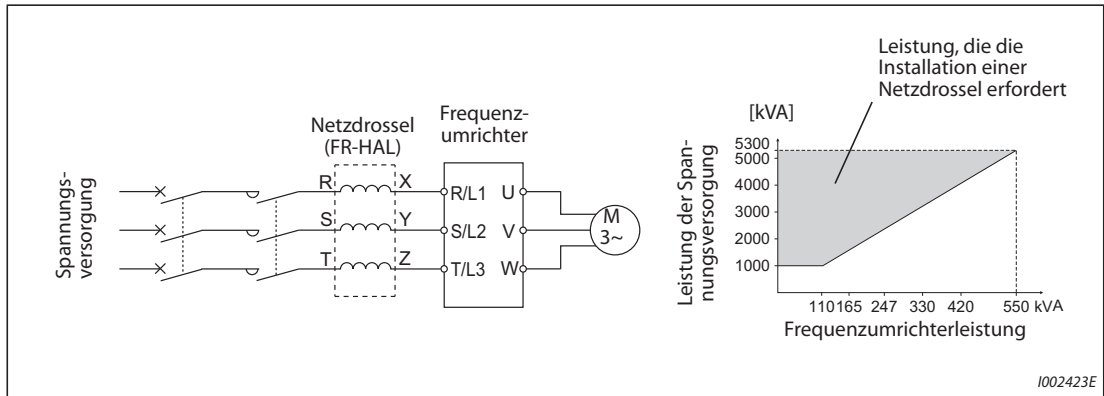 Leistung, die die
Installation einer
Netzdrossel erfordert
Spannungs-
versorgung
Netzdrossel
(FR-HAL)
Frequenz-
umrichter
R X R/L1 U
S Y S/L2 V
T Z T/L3 W
M
3~
[kVA]
Leistung der Span-
nungsversorgung
5300
5000
4000
3000
2000
1000
110 165 247 330 420 550 kVA
Frequenzumrichterleistung
I002423E